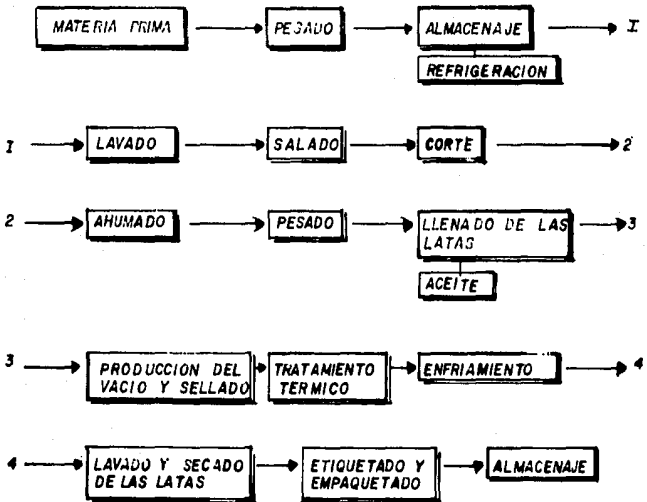 MATERIA PRIMA
PESADO
ALMACENAJE
I
REFRIGERACION
I
LAVADO
SALADO
CORTE
2
2
AHUMADO
PESADO
LLENADO DE LAS
LATAS
3
ACEITE
3
PRODUCCION DEL
VACIO Y SELLADO
TRATAMIENTO
TERMICO
ENFRIAMIENTO
4
4
LAVADO Y SECADO
DE LAS LATAS
ETIQUETADO Y
EMPAQUETADO
ALMACENAJE